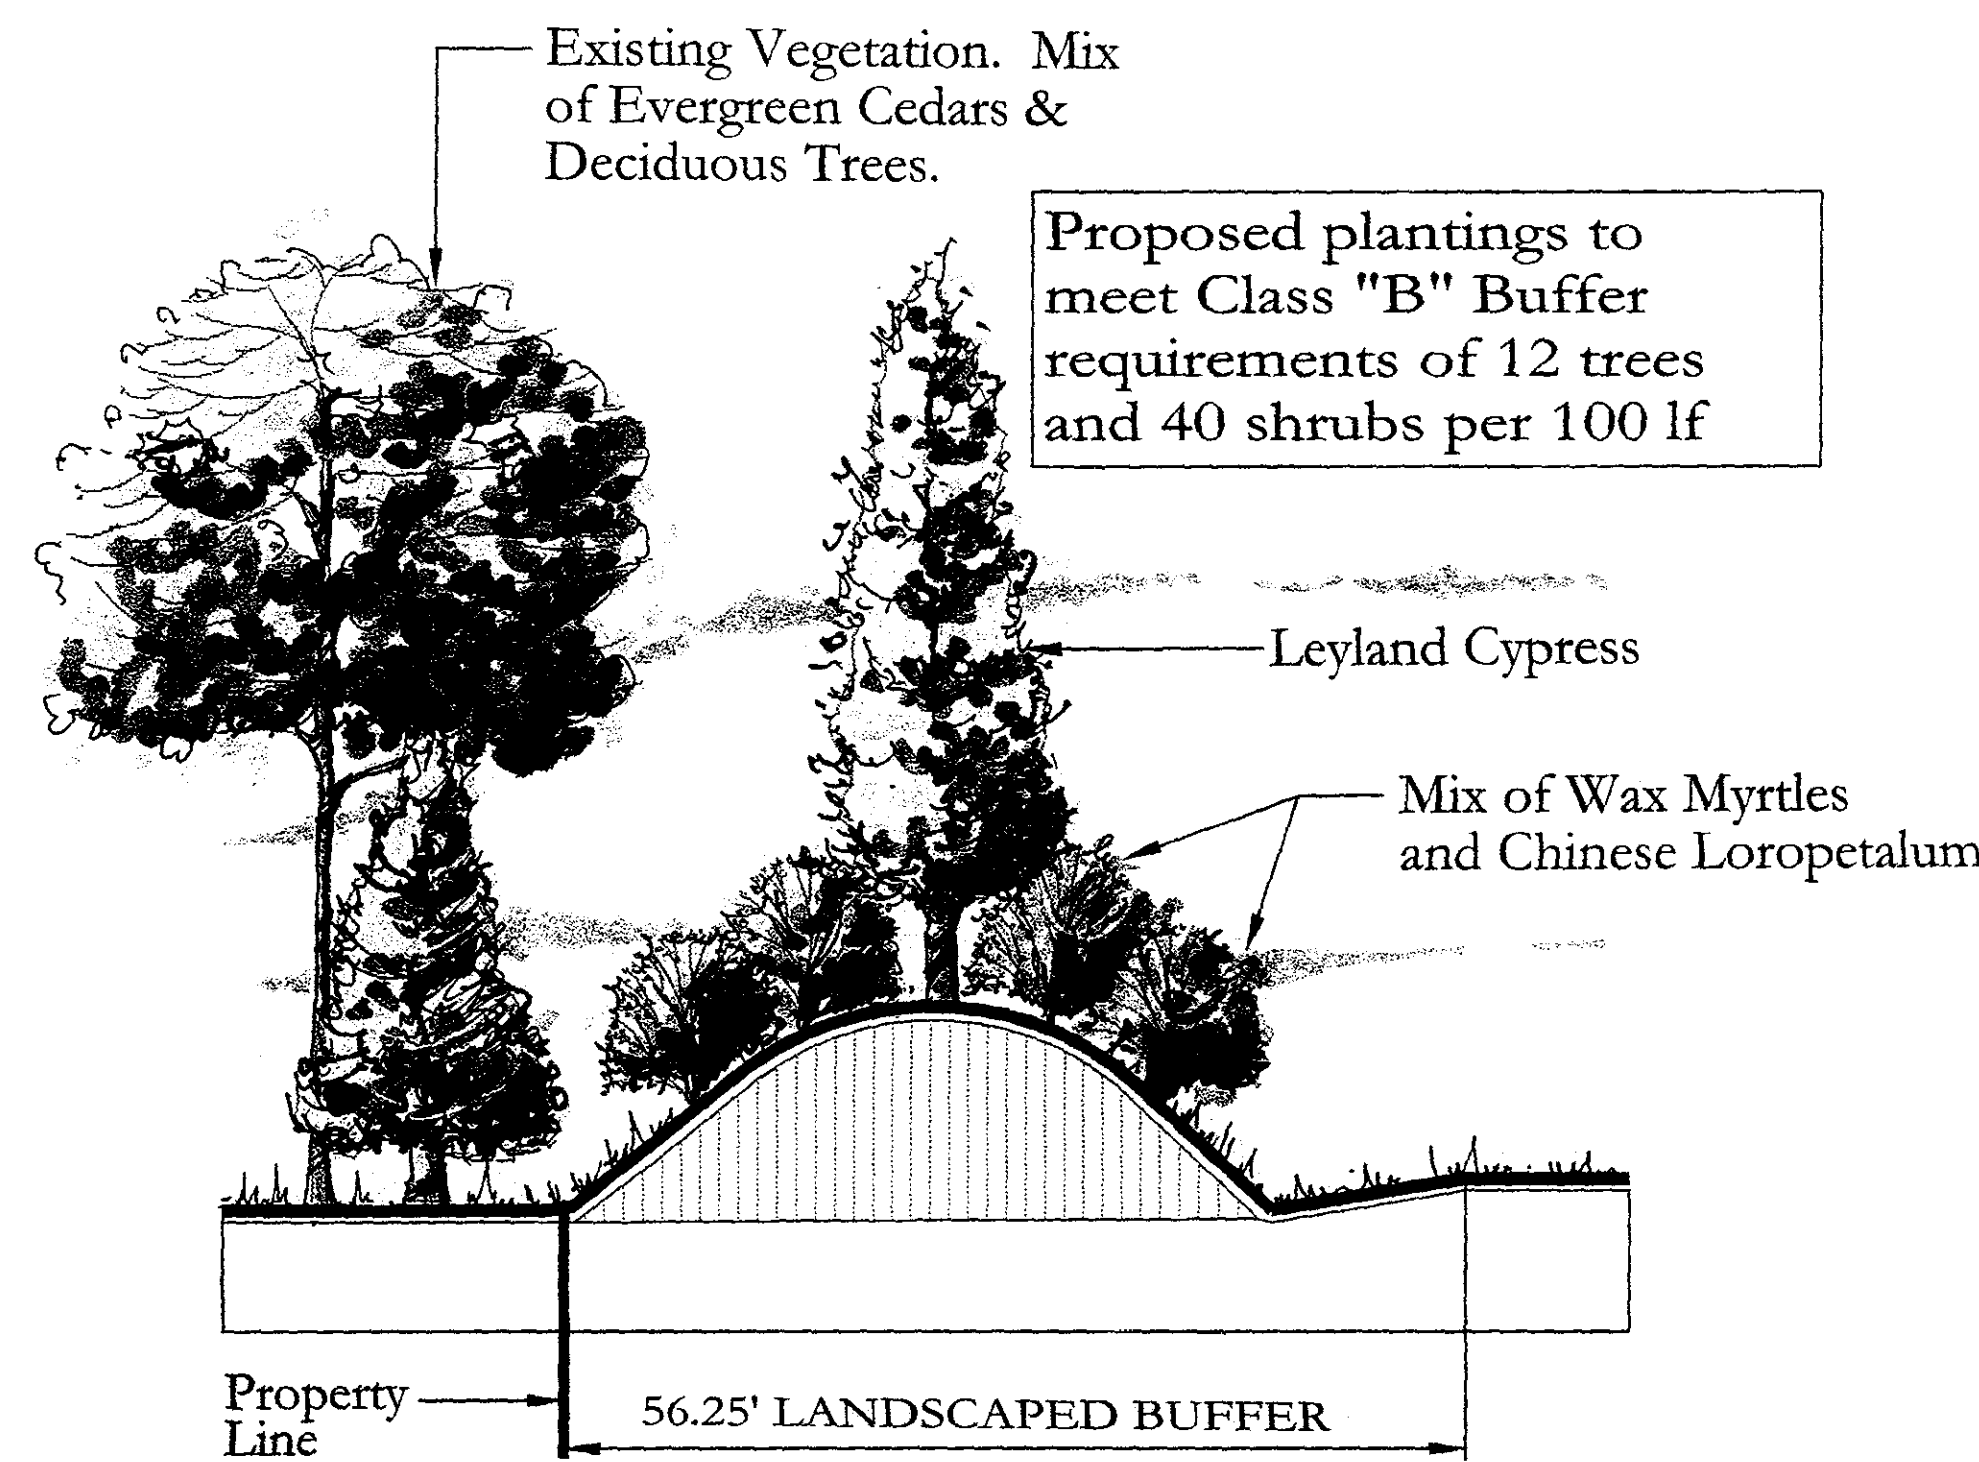 Existing Vegetation. Mix
of Evergreen Cedars &
Deciduous Trees.
Proposed plantings to
meet Class "B" Buffer
requirements of 12 trees
and 40 shrubs per 100 lf
Leyland Cypress
Mix of Wax Myrtles
and Chinese Loropetalum
Property
Line
56.25' LANDSCAPED BUFFER